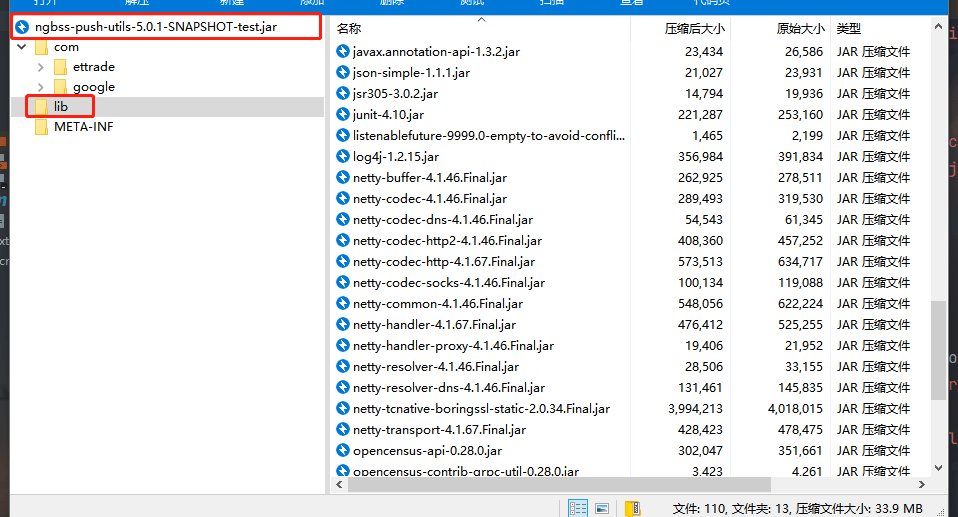 打开 解压 新建 添加 删除 测试 扫描 查看 代码页
ngbss-push-utils-5.0.1-SNAPSHOT-test.jar
com
ettrade
google
lib
META-INF
名称 压缩后大小 原始大小 类型
javax.annotation-api-1.3.2.jar 23,434 26,586 JAR 压缩文件
json-simple-1.1.1.jar 21,027 23,931 JAR 压缩文件
jsr305-3.0.2.jar 14,794 19,936 JAR 压缩文件
junit-4.10.jar 221,287 253,160 JAR 压缩文件
listenablefuture-9999.0-empty-to-avoid-confli... 1,465 2,199 JAR 压缩文件
log4j-1.2.15.jar 356,984 391,834 JAR 压缩文件
netty-buffer-4.1.46.Final.jar 262,925 278,511 JAR 压缩文件
netty-codec-4.1.46.Final.jar 289,493 319,530 JAR 压缩文件
netty-codec-dns-4.1.46.Final.jar 54,543 61,345 JAR 压缩文件
netty-codec-http2-4.1.46.Final.jar 408,360 457,252 JAR 压缩文件
netty-codec-http-4.1.67.Final.jar 573,513 634,717 JAR 压缩文件
netty-codec-socks-4.1.46.Final.jar 100,134 119,088 JAR 压缩文件
netty-common-4.1.46.Final.jar 548,056 622,224 JAR 压缩文件
netty-handler-4.1.67.Final.jar 476,412 525,255 JAR 压缩文件
netty-handler-proxy-4.1.46.Final.jar 19,406 21,952 JAR 压缩文件
netty-resolver-4.1.46.Final.jar 28,506 33,155 JAR 压缩文件
netty-resolver-dns-4.1.46.Final.jar 131,461 145,835 JAR 压缩文件
netty-tcnative-boringssl-static-2.0.34.Final.jar 3,994,213 4,018,015 JAR 压缩文件
netty-transport-4.1.67.Final.jar 428,423 478,475 JAR 压缩文件
opencensus-api-0.28.0.jar 302,047 351,661 JAR 压缩文件
opencensus-contrib-grpc-util-0.28.0.jar 3,423 4,261 JAR 压缩文件
文件: 110, 文件夹: 13, 压缩文件大小: 33.9 MB